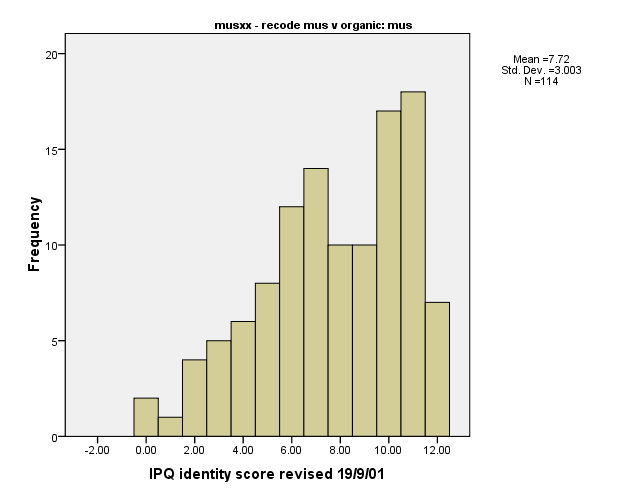 musxx - recode mus v organic: mus
Mean =7.72
Std. Dev. =3.003
N =114
Frequency
20
15
10
5
0
-2.00 0.00 2.00 4.00 6.00 8.00 10.00 12.00
IPQ identity score revised 19/9/01